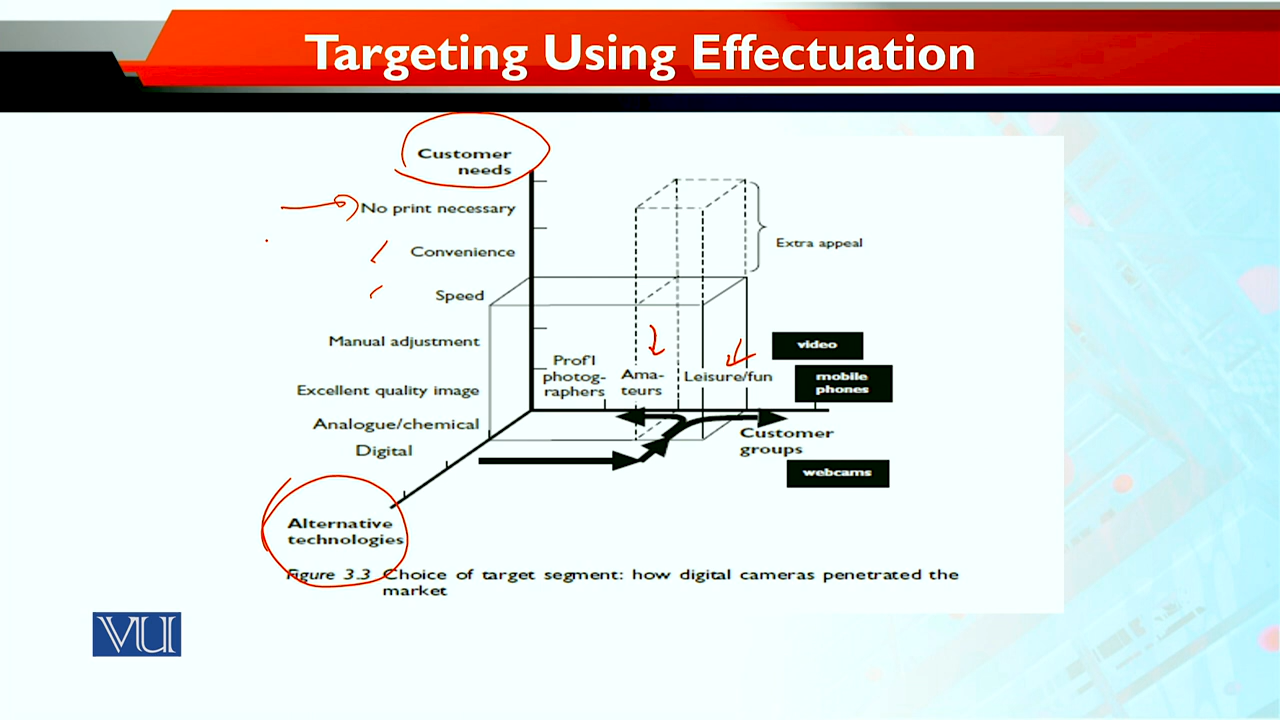 Targeting Using Effectuation
Customer
needs
No print necessary
Convenience
Extra appeal
Speed
Manual adjustment
video
Prof'l
photog-
raphers
Ama-
teurs
Leisure/fun
mobile
phones
Excellent quality image
Analogue/chemical
Digital
Customer
groups
webcams
Alternative
technologies
Figure 3.3 Choice of target segment: how digital cameras penetrated the
market
VU